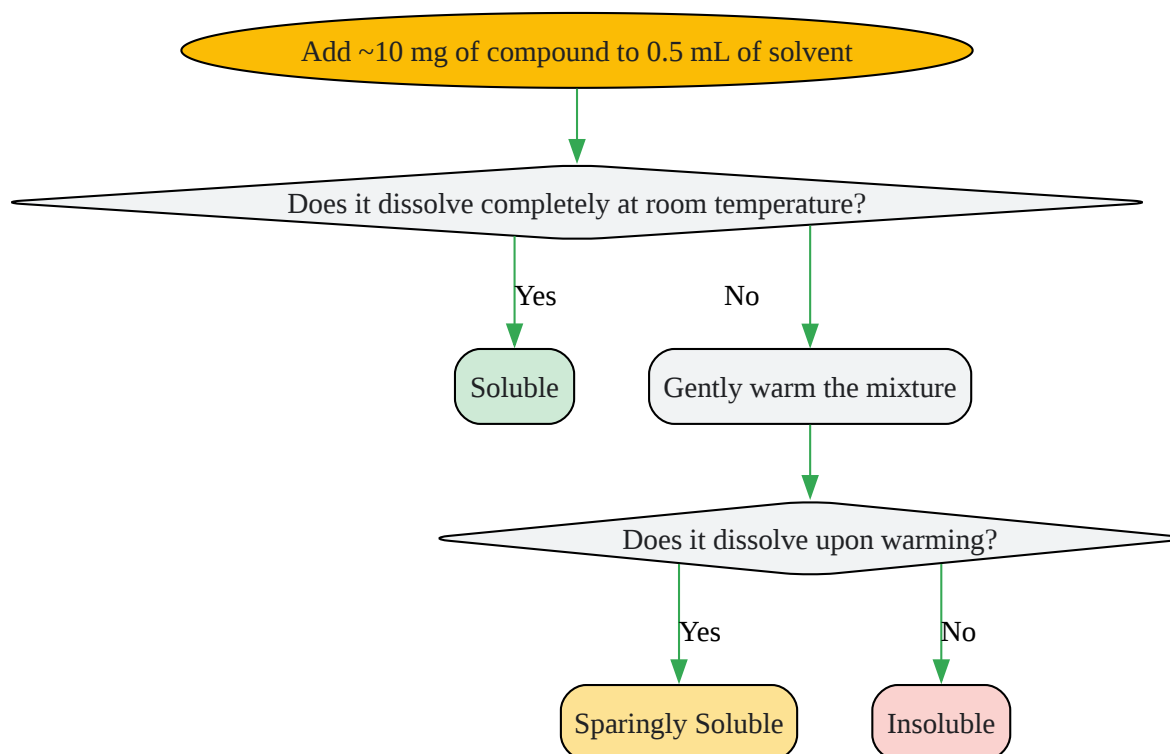 Add ~10 mg of compound to 0.5 mL of solvent
Does it dissolve completely at room temperature?
Yes
No
Soluble
Gently warm the mixture
Does it dissolve upon warming?
Yes
No
Sparingly Soluble
Insoluble